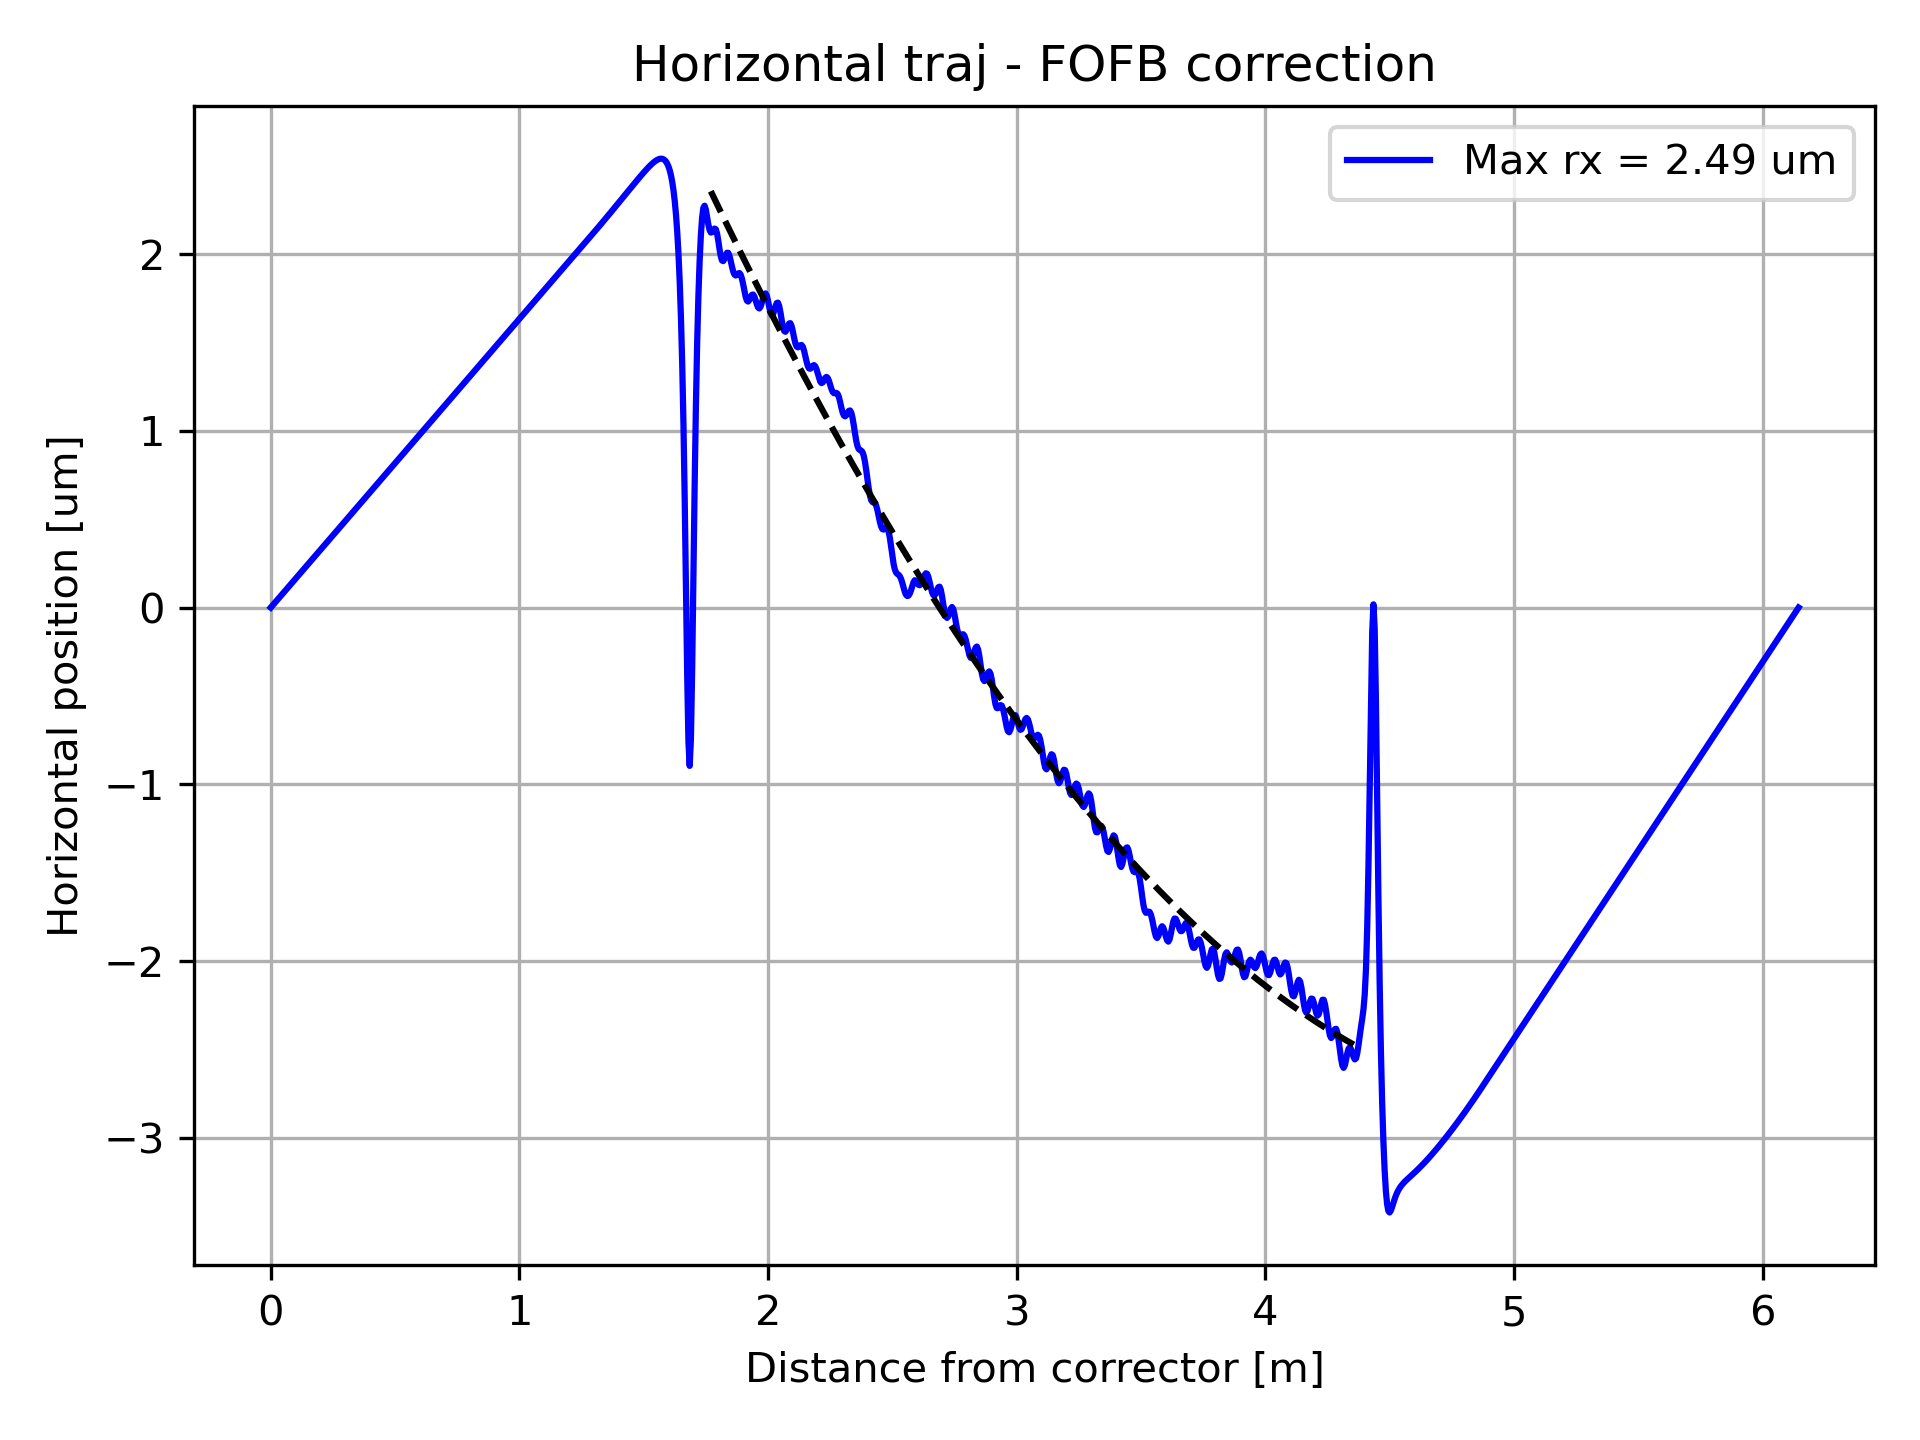 Horizontal traj - FOFB correction
Max rx = 2.49 um
Horizontal position [um]
2
1
0
−1
−2
−3
0 1 2 3 4 5 6
Distance from corrector [m]